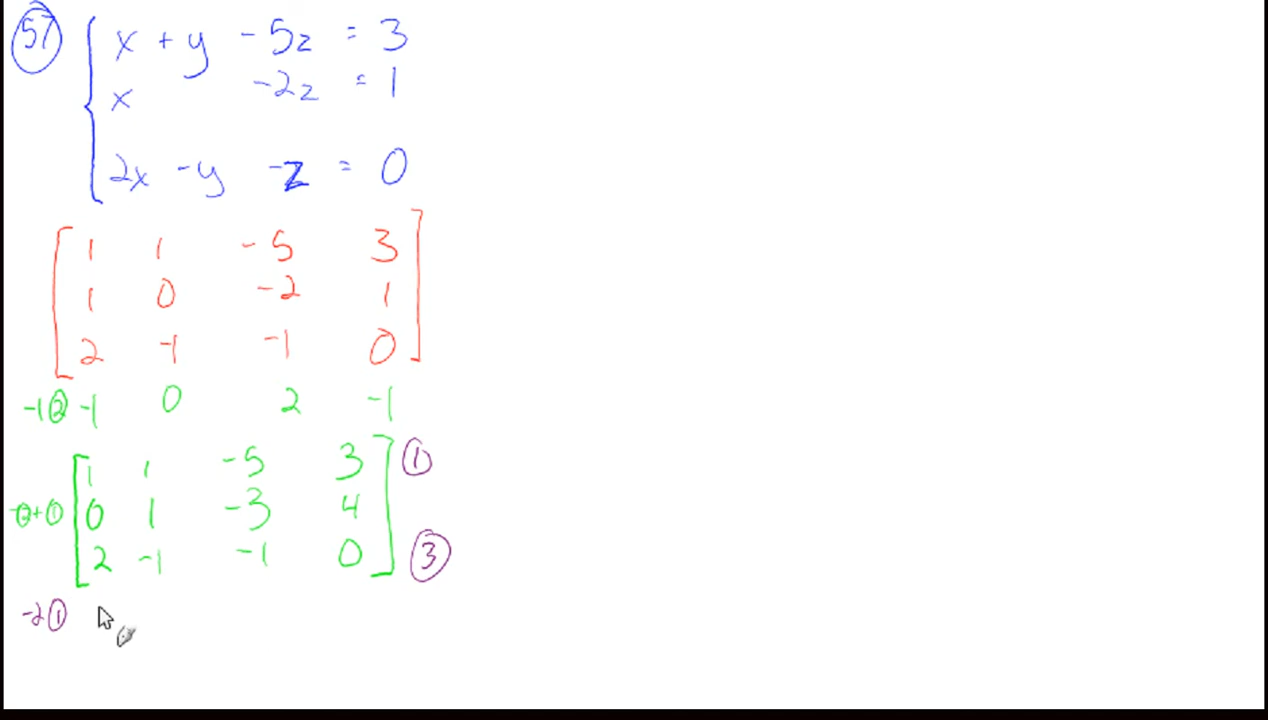 57 x + y - 5z = 3
x -2z = 1
2x - y - z = 0
1 1 -5 3
1 0 -2 1
2 -1 -1 0
-1② -1 0 2 -1
1 1 -5 3 ①
-②+① 0 1 -3 4
2 -1 -1 0 ③
-2①